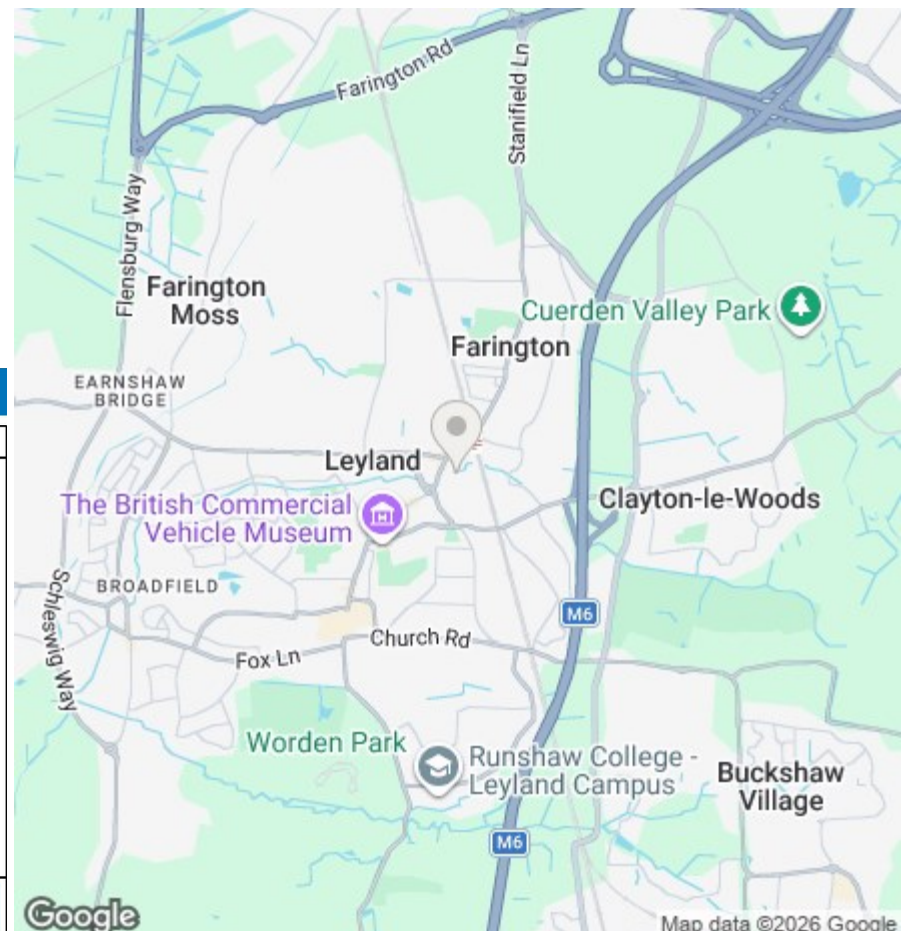 Farington Rd
Stanifield Ln
Flensburg Way
Farington
Moss
Cuerden Valley Park
Farington
EARNSHAW
BRIDGE
Leyland
Clayton-le-Woods
The British Commercial
Vehicle Museum
BROADFIELD
Schleswig Way
M6
Church Rd
Fox Ln
Worden Park
Runshaw College -
Leyland Campus
Buckshaw
Village
M6
Google
Map data ©2026 Google